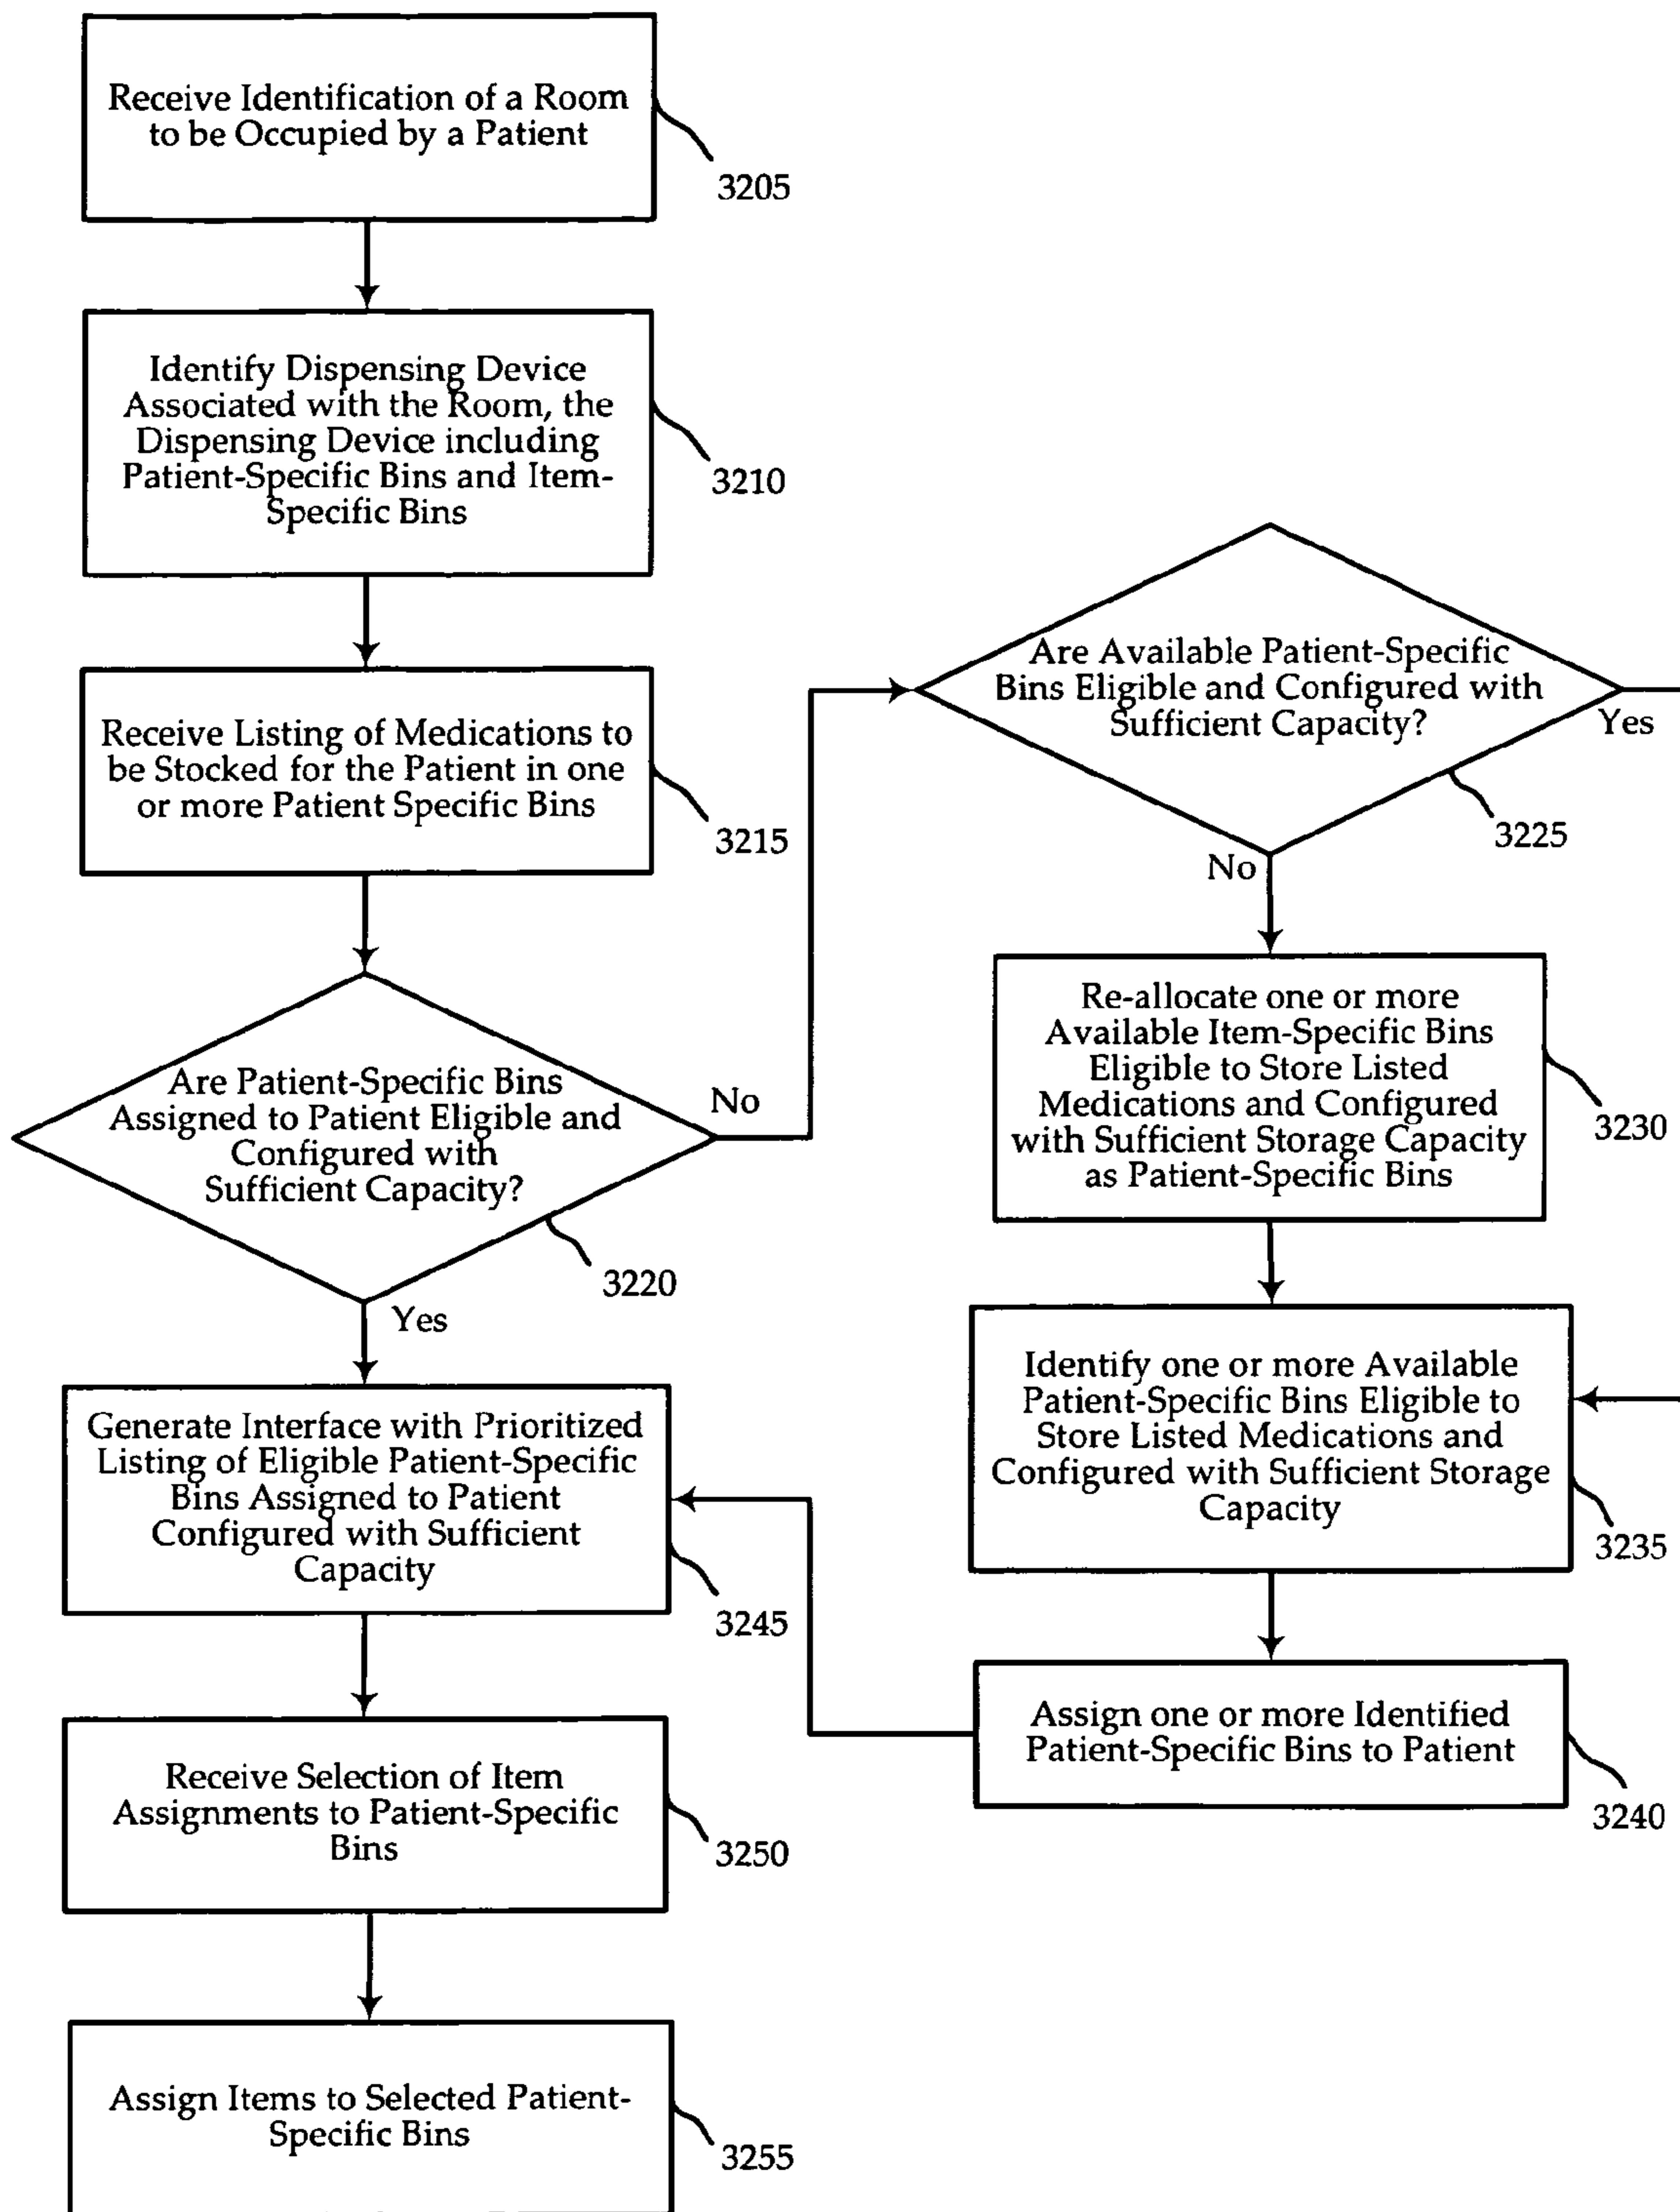 Receive Identification of a Room
to be Occupied by a Patient
3205
Identify Dispensing Device
Associated with the Room, the
Dispensing Device including
Patient-Specific Bins and Item-
Specific Bins
3210
Receive Listing of Medications to
be Stocked for the Patient in one
or more Patient Specific Bins
3215
Are Patient-Specific Bins
Assigned to Patient Eligible and
Configured with
Sufficient Capacity?
No
3220
Yes
Are Available Patient-Specific
Bins Eligible and Configured with
Sufficient Capacity?
Yes
3225
No
Re-allocate one or more
Available Item-Specific Bins
Eligible to Store Listed
Medications and Configured
with Sufficient Storage Capacity
as Patient-Specific Bins
3230
Identify one or more Available
Patient-Specific Bins Eligible to
Store Listed Medications and
Configured with Sufficient Storage
Capacity
3235
Assign one or more Identified
Patient-Specific Bins to Patient
3240
Generate Interface with Prioritized
Listing of Eligible Patient-Specific
Bins Assigned to Patient
Configured with Sufficient
Capacity
3245
Receive Selection of Item
Assignments to Patient-Specific
Bins
3250
Assign Items to Selected Patient-
Specific Bins
3255